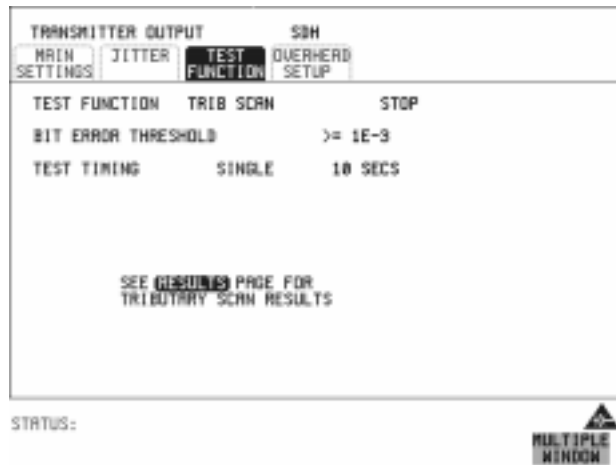 TRANSMITTER OUTPUT SDH
MAIN SETTINGS
JITTER
TEST FUNCTION
OVERHEAD SETUP
TEST FUNCTION TRIB SCAN STOP
BIT ERROR THRESHOLD >= 1E-3
TEST TIMING SINGLE 10 SECS
SEE RESULTS PAGE FOR
TRIBUTARY SCAN RESULTS
STATUS:
MULTIPLE
WINDOW